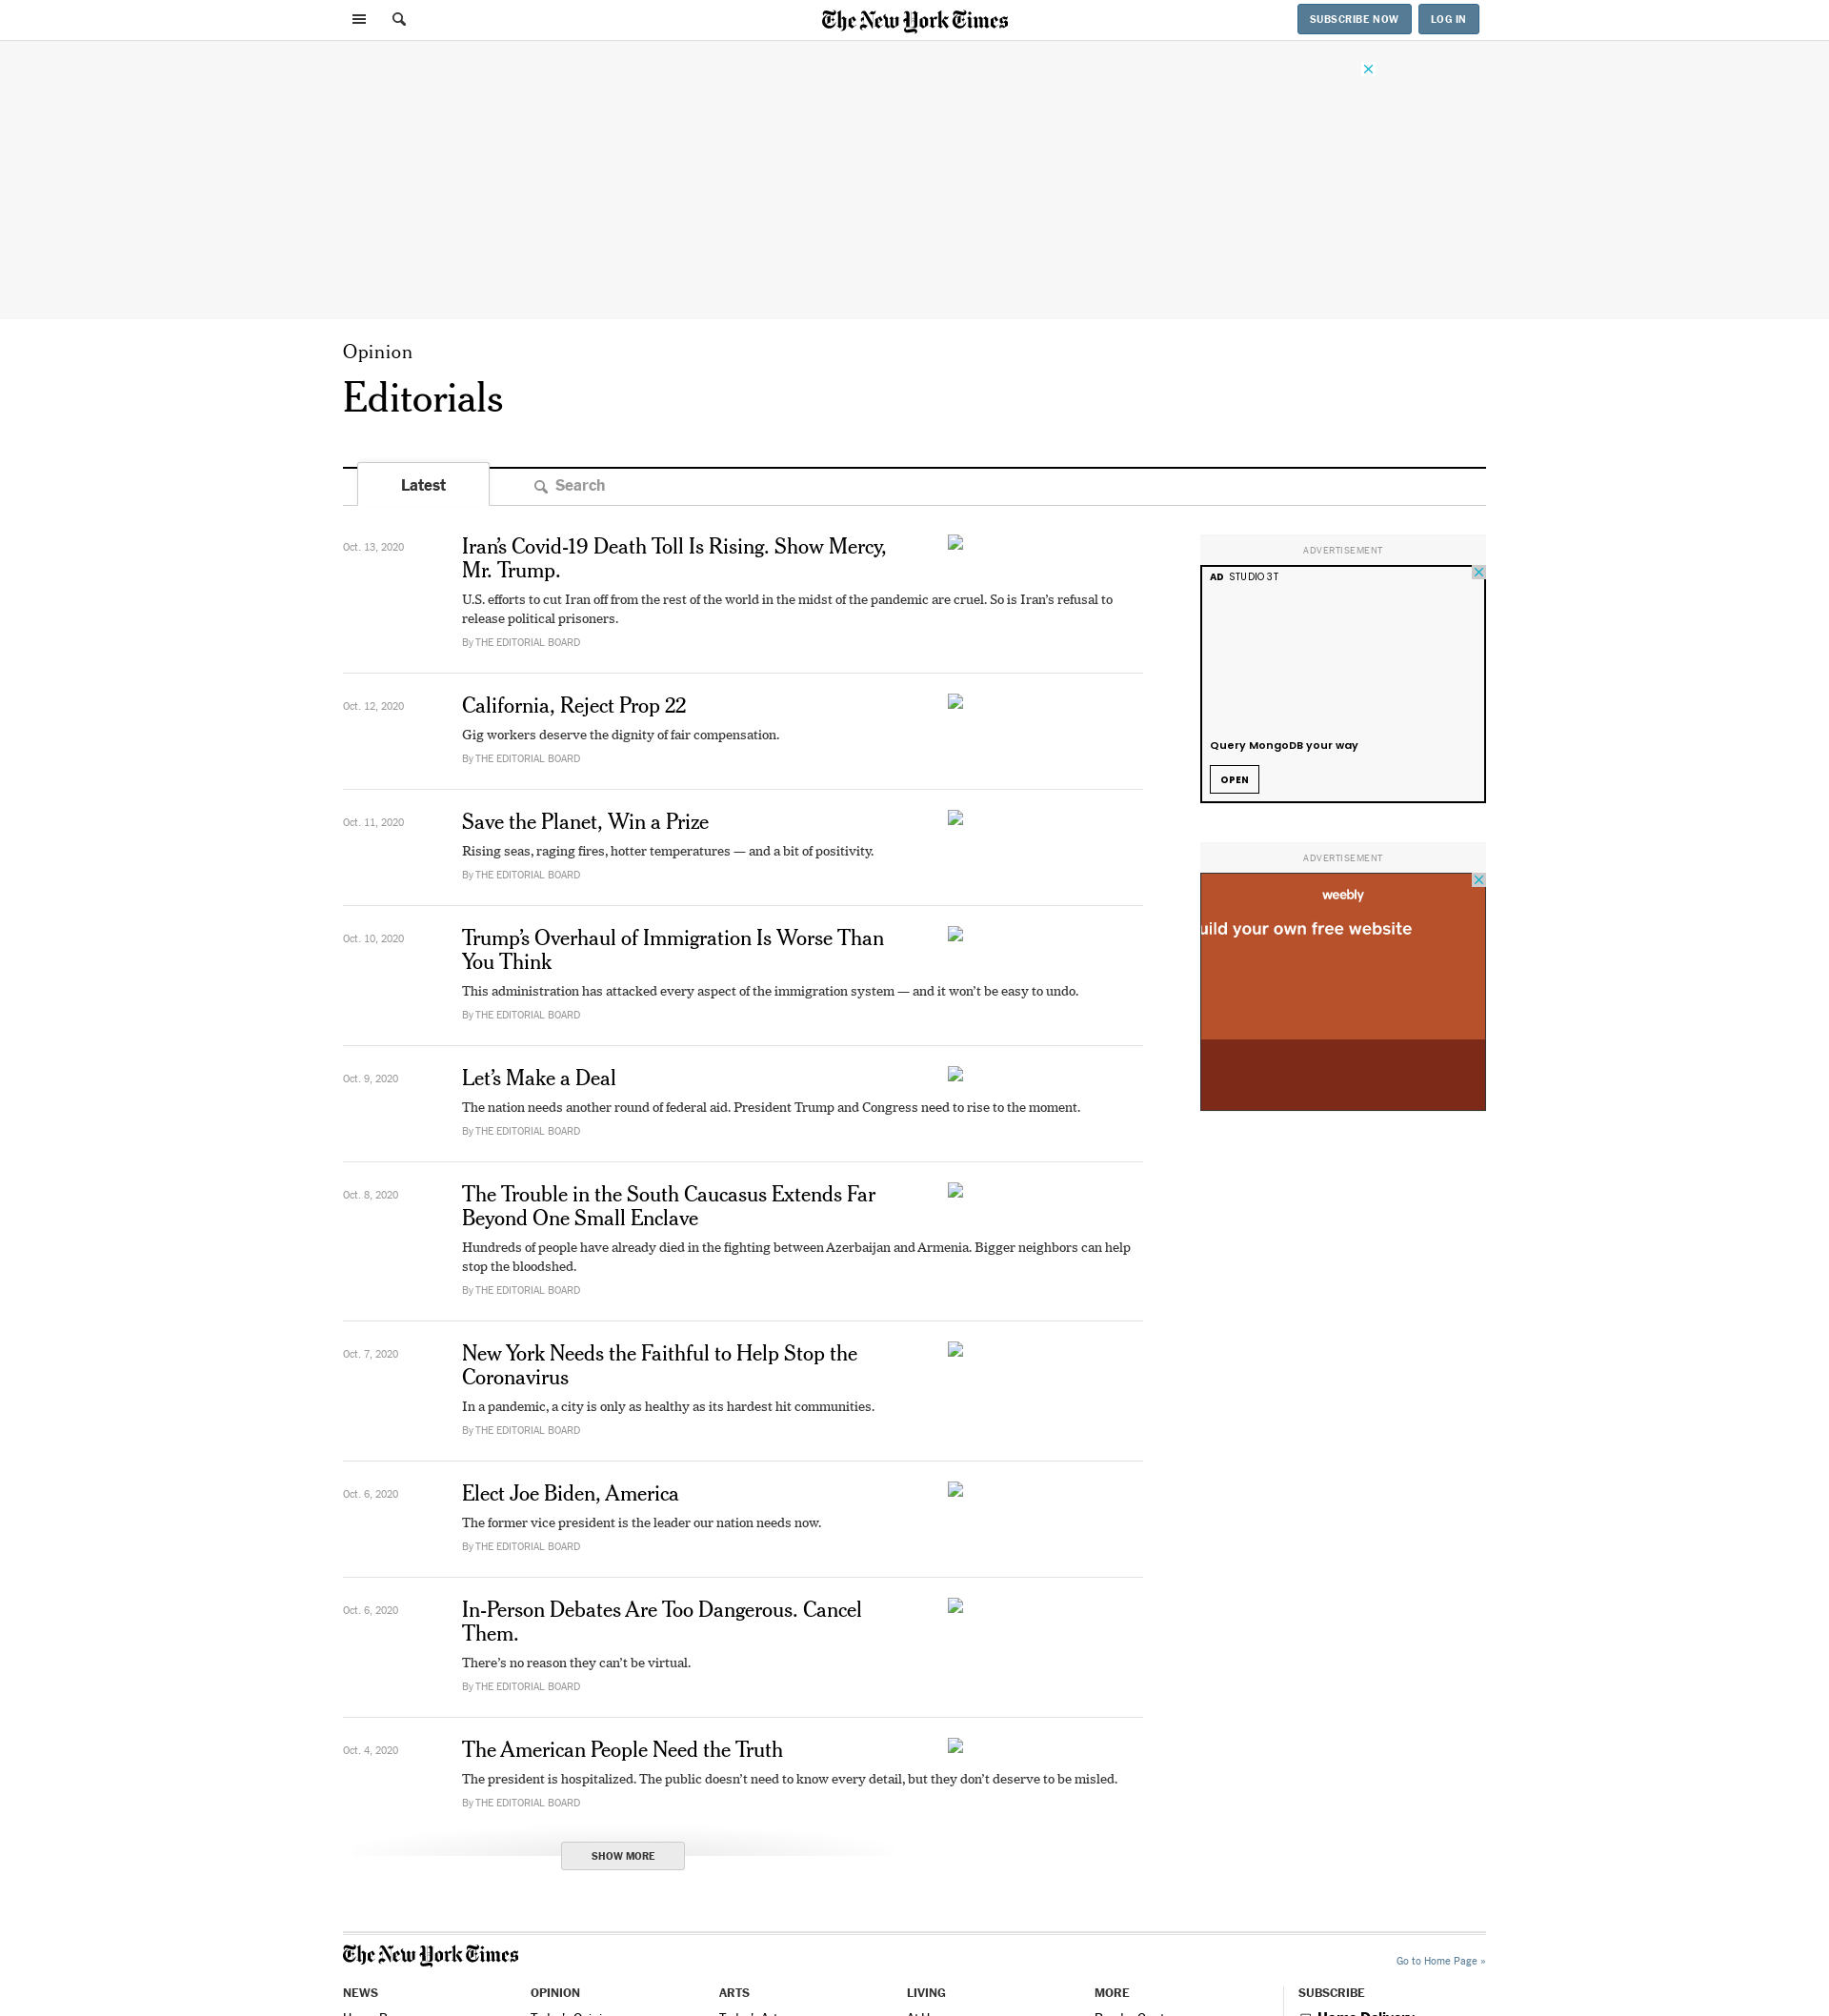 The New York Times
SUBSCRIBE NOW
LOG IN
Opinion
Editorials
Latest
Search
Oct. 13, 2020
Iran’s Covid-19 Death Toll Is Rising. Show Mercy,
Mr. Trump.
U.S. efforts to cut Iran off from the rest of the world in the midst of the pandemic are cruel. So is Iran’s refusal to
release political prisoners.
By THE EDITORIAL BOARD
Oct. 12, 2020
California, Reject Prop 22
Gig workers deserve the dignity of fair compensation.
By THE EDITORIAL BOARD
Oct. 11, 2020
Save the Planet, Win a Prize
Rising seas, raging fires, hotter temperatures — and a bit of positivity.
By THE EDITORIAL BOARD
Oct. 10, 2020
Trump’s Overhaul of Immigration Is Worse Than
You Think
This administration has attacked every aspect of the immigration system — and it won’t be easy to undo.
By THE EDITORIAL BOARD
Oct. 9, 2020
Let’s Make a Deal
The nation needs another round of federal aid. President Trump and Congress need to rise to the moment.
By THE EDITORIAL BOARD
Oct. 8, 2020
The Trouble in the South Caucasus Extends Far
Beyond One Small Enclave
Hundreds of people have already died in the fighting between Azerbaijan and Armenia. Bigger neighbors can help
stop the bloodshed.
By THE EDITORIAL BOARD
Oct. 7, 2020
New York Needs the Faithful to Help Stop the
Coronavirus
In a pandemic, a city is only as healthy as its hardest hit communities.
By THE EDITORIAL BOARD
Oct. 6, 2020
Elect Joe Biden, America
The former vice president is the leader our nation needs now.
By THE EDITORIAL BOARD
Oct. 6, 2020
In-Person Debates Are Too Dangerous. Cancel
Them.
There’s no reason they can’t be virtual.
By THE EDITORIAL BOARD
Oct. 4, 2020
The American People Need the Truth
The president is hospitalized. The public doesn’t need to know every detail, but they don’t deserve to be misled.
By THE EDITORIAL BOARD
SHOW MORE
ADVERTISEMENT
AD STUDIO 3T
Query MongoDB your way
OPEN
ADVERTISEMENT
weebly
uild your own free website
The New York Times
Go to Home Page »
NEWS
OPINION
ARTS
LIVING
MORE
SUBSCRIBE
Home Delivery